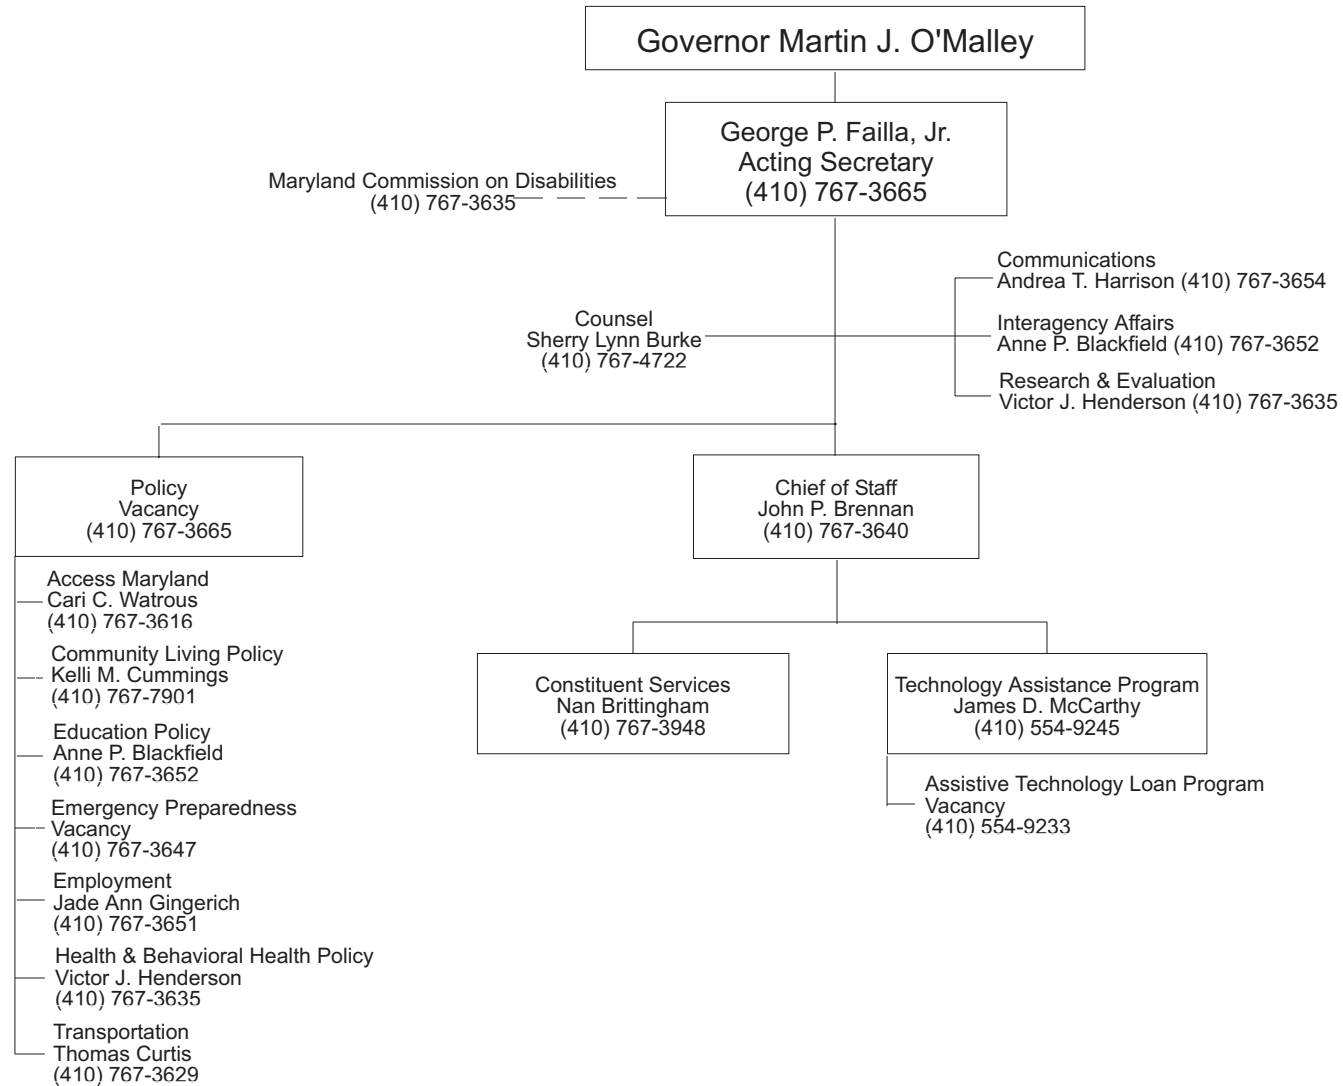 Governor Martin J. O'Malley
George P. Failla, Jr.
Acting Secretary
(410) 767-3665
Maryland Commission on Disabilities
(410) 767-3635
Communications
Andrea T. Harrison (410) 767-3654
Counsel
Sherry Lynn Burke
(410) 767-4722
Interagency Affairs
Anne P. Blackfield (410) 767-3652
Research & Evaluation
Victor J. Henderson (410) 767-3635
Policy
Vacancy
(410) 767-3665
Chief of Staff
John P. Brennan
(410) 767-3640
Access Maryland
Cari C. Watrous
(410) 767-3616
Community Living Policy
Kelli M. Cummings
(410) 767-7901
Education Policy
Anne P. Blackfield
(410) 767-3652
Emergency Preparedness
Vacancy
(410) 767-3647
Employment
Jade Ann Gingerich
(410) 767-3651
Health & Behavioral Health Policy
Victor J. Henderson
(410) 767-3635
Transportation
Thomas Curtis
(410) 767-3629
Constituent Services
Nan Brittingham
(410) 767-3948
Technology Assistance Program
James D. McCarthy
(410) 554-9245
Assistive Technology Loan Program
Vacancy
(410) 554-9233